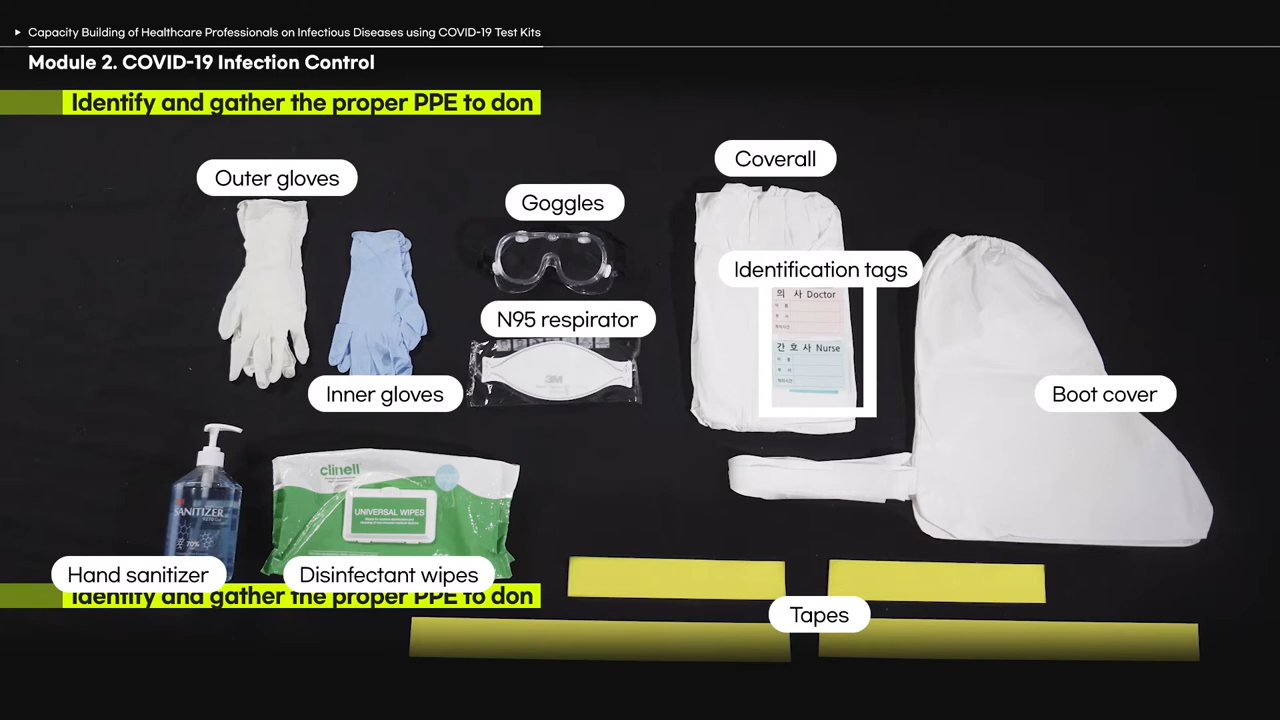 Capacity Building of Healthcare Professionals on Infectious Diseases using COVID-19 Test Kits
Module 2. COVID-19 Infection Control
Identify and gather the proper PPE to don
Coverall
Outer gloves
Goggles
Identification tags
의 사 Doctor
간 호 사 Nurse
N95 respirator
3M
Inner gloves
Boot cover
clinell
UNIVERSAL WIPES
SANITIZER
70%
Hand sanitizer
Disinfectant wipes
Identify and gather the proper PPE to don
Tapes